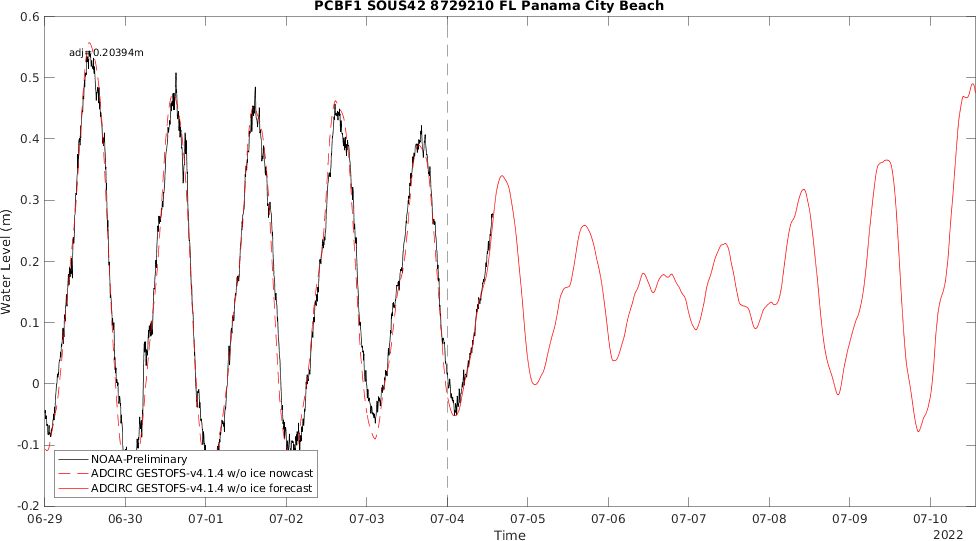 PCBF1 SOUS42 8729210 FL Panama City Beach
0.6
0.5
0.4
0.3
0.2
0.1
0
-0.1
-0.2
Water Level (m)
adj=0.20394m
NOAA-Preliminary
ADCIRC GESTOFS-v4.1.4 w/o ice nowcast
ADCIRC GESTOFS-v4.1.4 w/o ice forecast
06-29 06-30 07-01 07-02 07-03 07-04 07-05 07-06 07-07 07-08 07-09 07-10
Time
2022